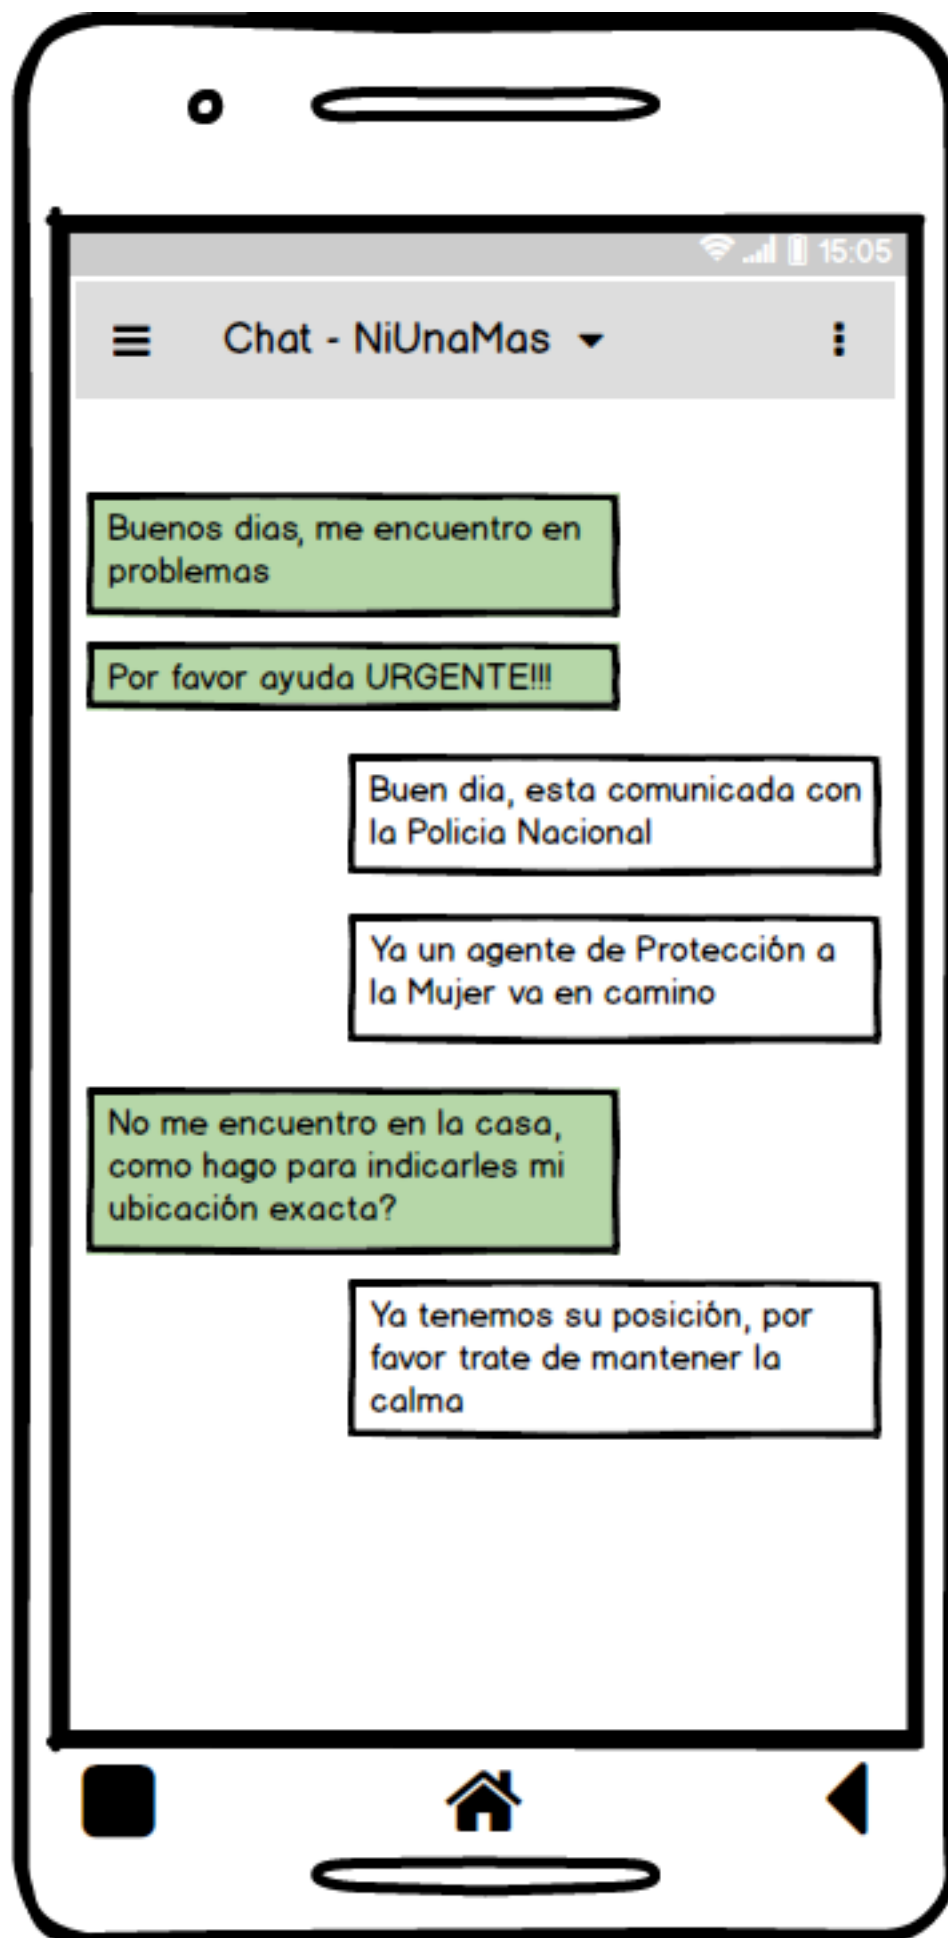 15:05
Chat - NiUnaMas
Buenos dias, me encuentro en
problemas
Por favor ayuda URGENTE!!!
Buen dia, esta comunicada con
la Policia Nacional
Ya un agente de Protección a
la Mujer va en camino
No me encuentro en la casa,
como hago para indicarles mi
ubicación exacta?
Ya tenemos su posición, por
favor trate de mantener la
calma